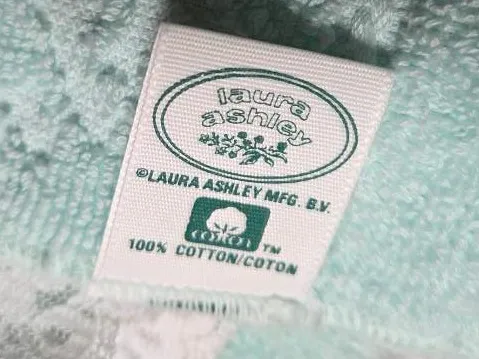 laura
ashley
©LAURA ASHLEY MFG. B.V.
COTTON
TM
100% COTTON/COTON